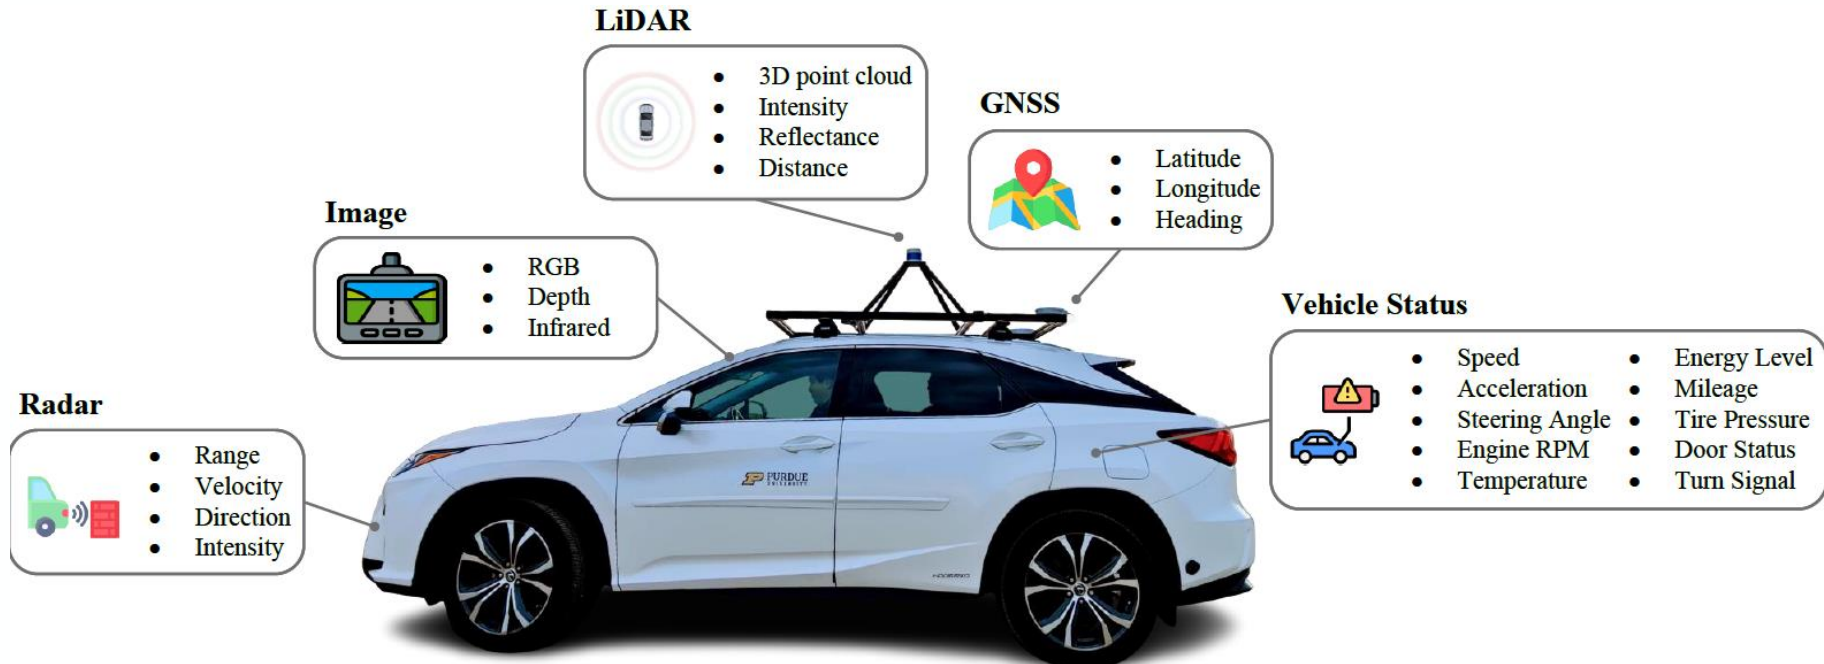 LiDAR
• 3D point cloud
• Intensity
• Reflectance
• Distance
GNSS
• Latitude
• Longitude
• Heading
Image
• RGB
• Depth
• Infrared
Vehicle Status
• Speed
• Acceleration
• Steering Angle
• Engine RPM
• Temperature
• Energy Level
• Mileage
• Tire Pressure
• Door Status
• Turn Signal
Radar
• Range
• Velocity
• Direction
• Intensity
P PURDUE
UNIVERSITY